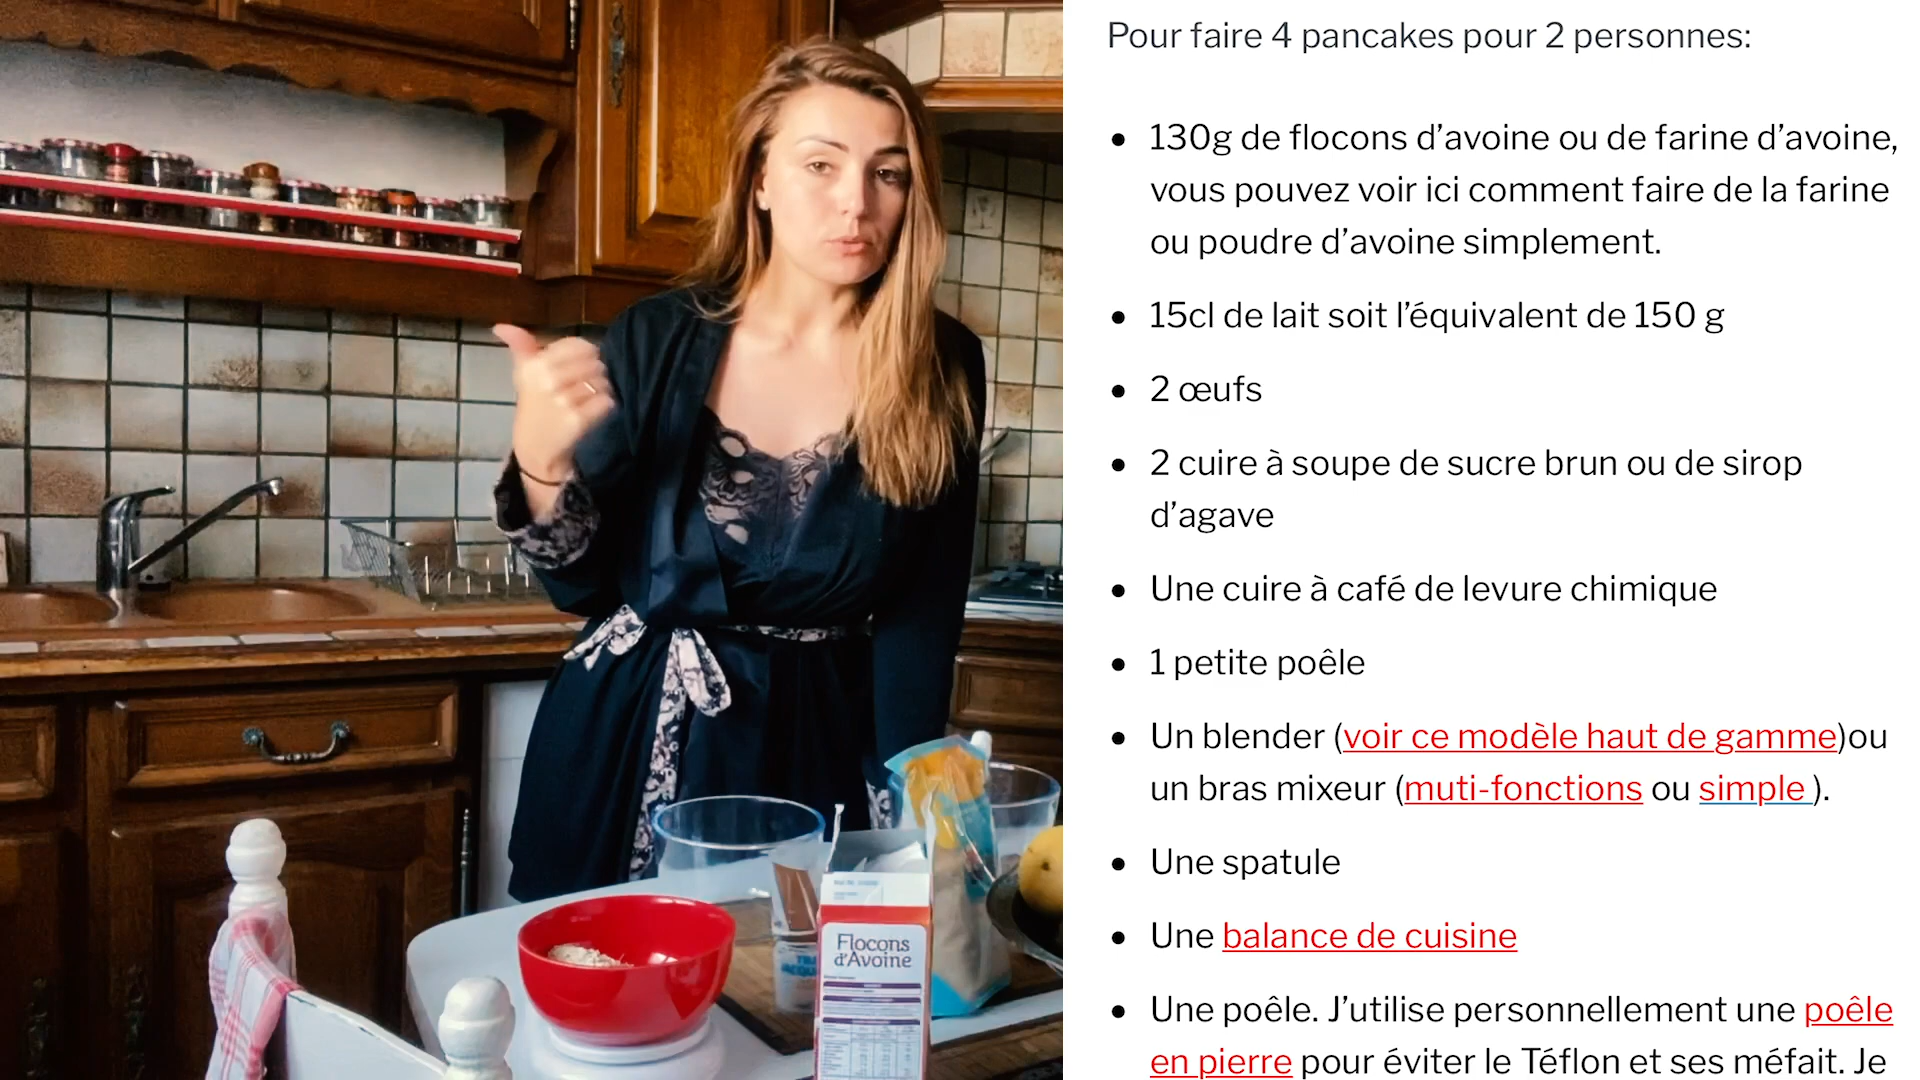 Pour faire 4 pancakes pour 2 personnes:
130g de flocons d’avoine ou de farine d’avoine,
vous pouvez voir ici comment faire de la farine
ou poudre d’avoine simplement.
15cl de lait soit l’équivalent de 150 g
2 œufs
2 cuire à soupe de sucre brun ou de sirop
d’agave
Une cuire à café de levure chimique
1 petite poêle
Un blender (voir ce modèle haut de gamme)ou
un bras mixeur (muti-fonctions ou simple ).
Une spatule
Une balance de cuisine
Une poêle. J’utilise personnellement une poêle
en pierre pour éviter le Téflon et ses méfait. Je
Flocons
d’Avoine